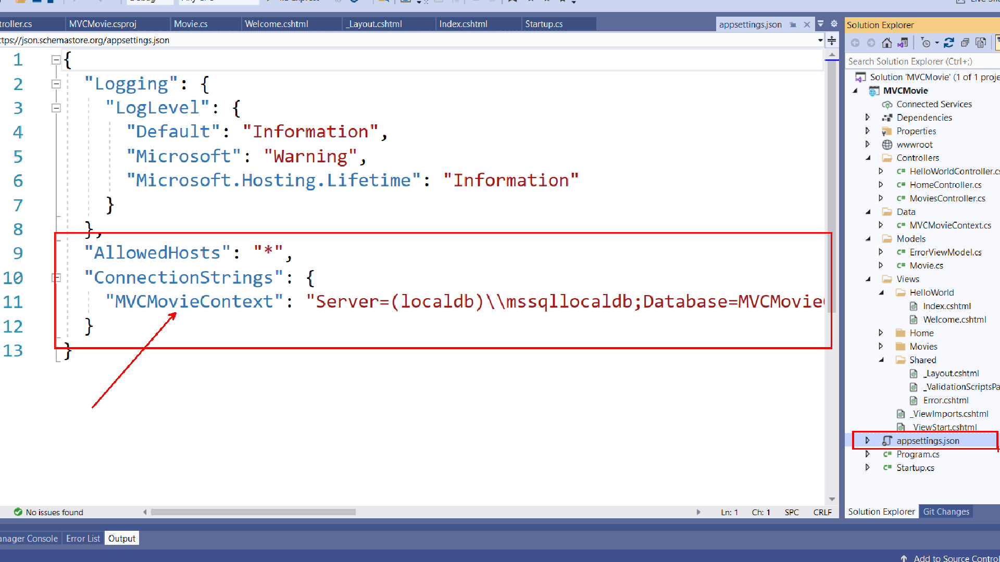 troller.cs MVCMovie.csproj Movie.cs Welcome.cshtml _Layout.cshtml Index.cshtml Startup.cs appsettings.json
ttps://json.schemastore.org/appsettings.json
1 {
2 "Logging": {
3 "LogLevel": {
4 "Default": "Information",
5 "Microsoft": "Warning",
6 "Microsoft.Hosting.Lifetime": "Information"
7 }
8 },
9 "AllowedHosts": "*",
10 "ConnectionStrings": {
11 "MVCMovieContext": "Server=(localdb)\\mssqllocaldb;Database=MVCMovie
12 }
13 }
No issues found Ln: 1 Ch: 1 SPC CRLF
anager Console Error List Output
Solution Explorer
Search Solution Explorer (Ctrl+;)
Solution 'MVCMovie' (1 of 1 proje
MVCMovie
Connected Services
Dependencies
Properties
wwwroot
Controllers
C# HelloWorldController.cs
C# HomeController.cs
C# MoviesController.cs
Data
C# MVCMovieContext.cs
Models
C# ErrorViewModel.cs
C# Movie.cs
Views
HelloWorld
Index.cshtml
Welcome.cshtml
Home
Movies
Shared
_Layout.cshtml
_ValidationScriptsPa
Error.cshtml
_ViewImports.cshtml
_ViewStart.cshtml
appsettings.json
C# Program.cs
C# Startup.cs
Solution Explorer Git Changes
Add to Source Control